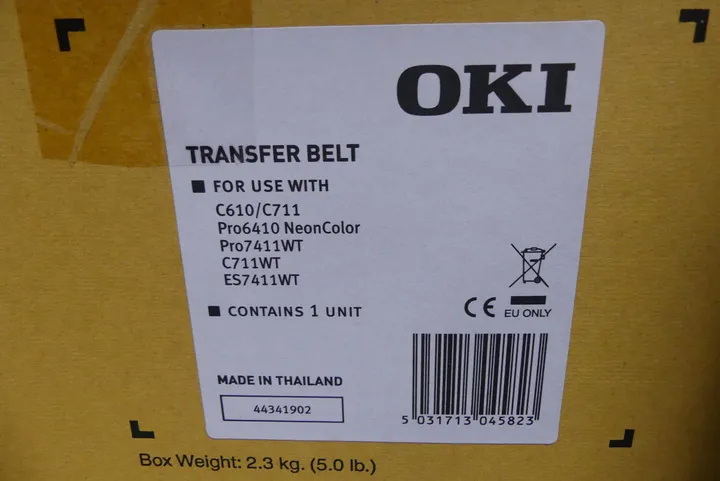 OKI
TRANSFER BELT
FOR USE WITH
C610/C711
Pro6410 NeonColor
Pro7411WT
C711WT
ES7411WT
CONTAINS 1 UNIT
CE EU ONLY
MADE IN THAILAND
44341902
5 031713 045823
Box Weight: 2.3 kg. (5.0 lb.)